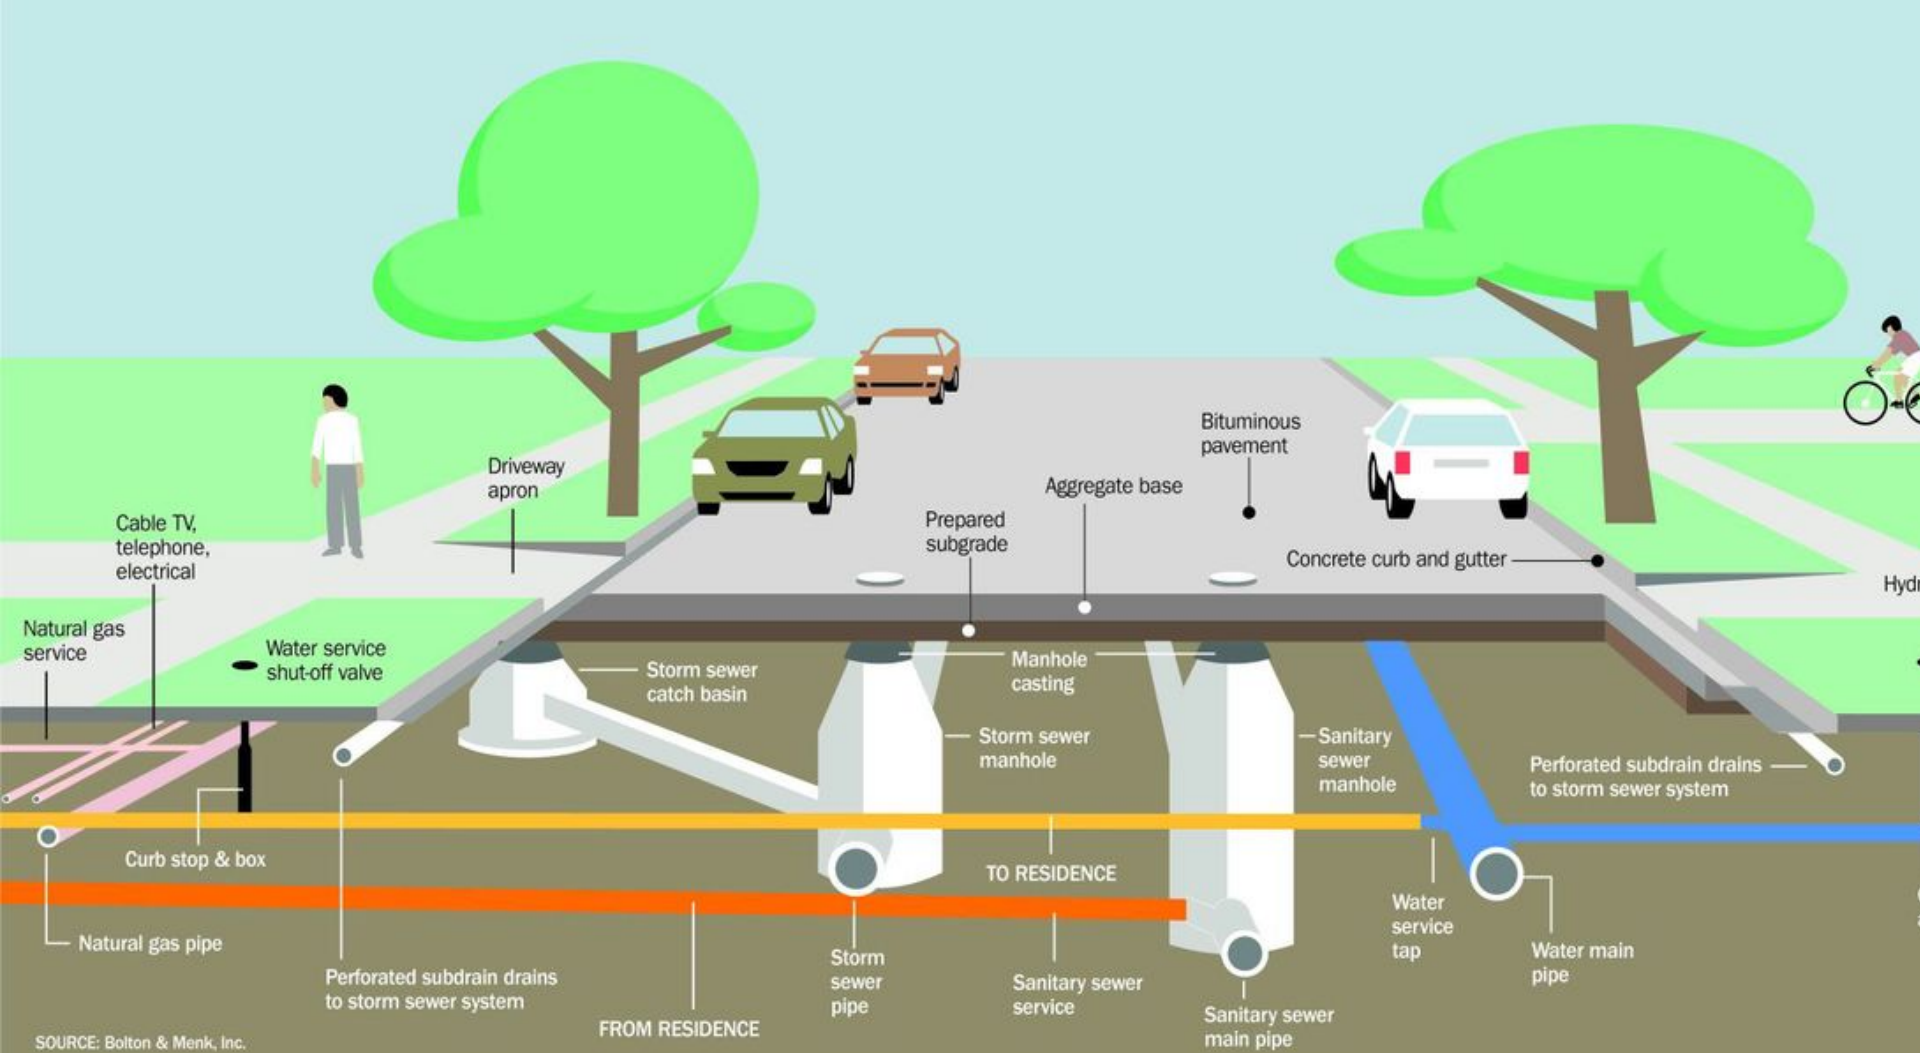 Bituminous
pavement
Driveway
apron
Aggregate base
Cable TV,
telephone,
electrical
Prepared
subgrade
Concrete curb and gutter
Natural gas
service
Water service
shut-off valve
Storm sewer
catch basin
Manhole
casting
Storm sewer
manhole
Sanitary
sewer
manhole
Perforated subdrain drains
to storm sewer system
Curb stop & box
TO RESIDENCE
Water
service
tap
Natural gas pipe
Water main
pipe
Perforated subdrain drains
to storm sewer system
Storm
sewer
pipe
Sanitary sewer
service
FROM RESIDENCE
Sanitary sewer
main pipe
SOURCE: Bolton & Menk, Inc.